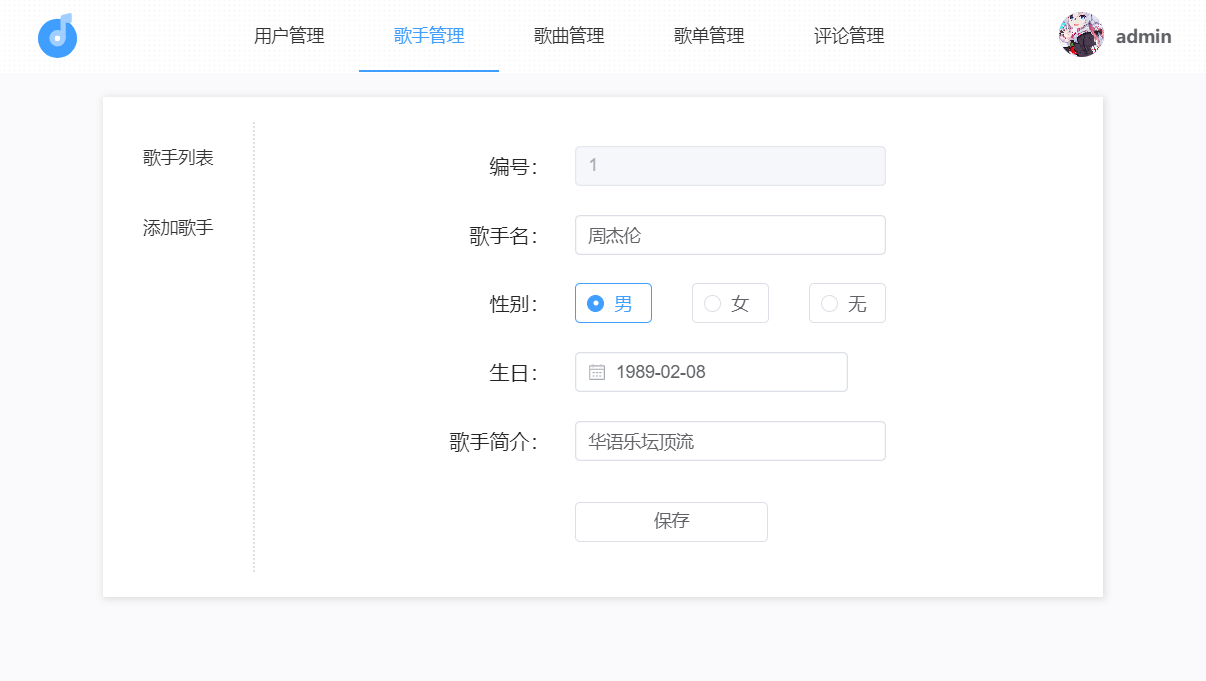 用户管理 歌手管理 歌曲管理 歌单管理 评论管理 admin
歌手列表
添加歌手
编号： 1
歌手名： 周杰伦
性别： 男 女 无
生日： 1989-02-08
歌手简介： 华语乐坛顶流
保存